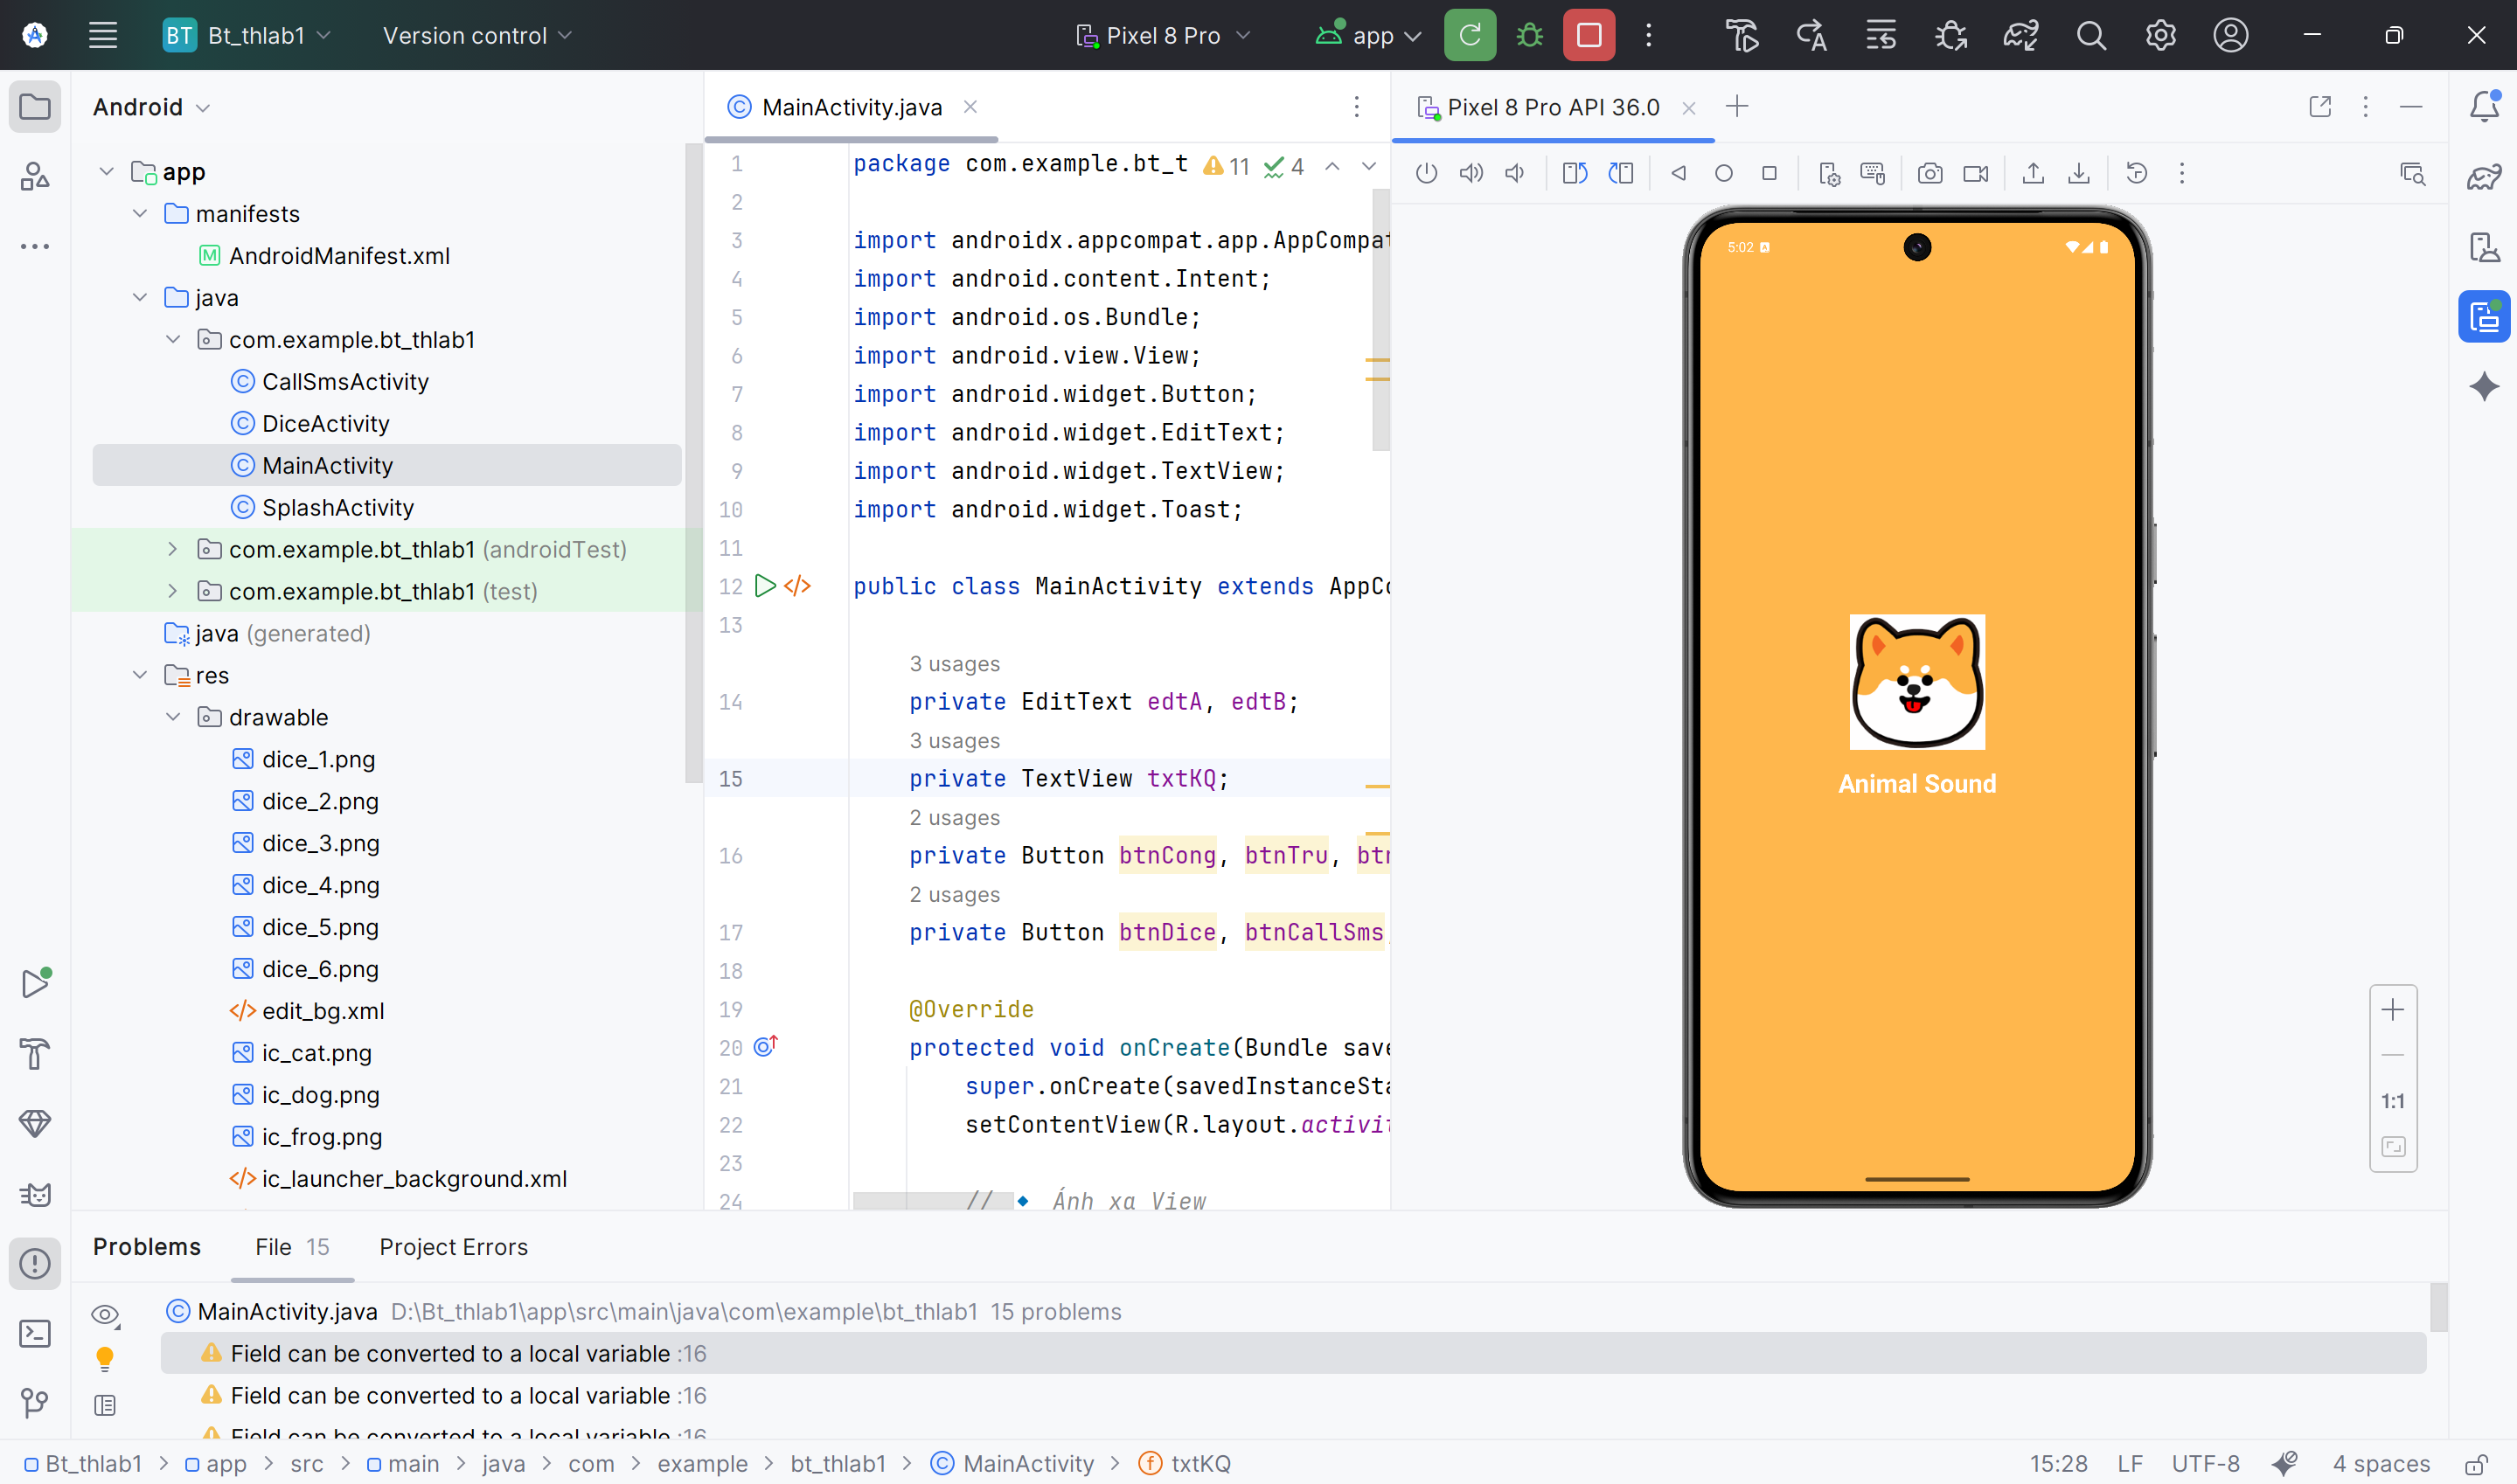 BT Bt_thlab1 Version control Pixel 8 Pro app
Android
app
manifests
AndroidManifest.xml
java
com.example.bt_thlab1
CallSmsActivity
DiceActivity
MainActivity
SplashActivity
com.example.bt_thlab1 (androidTest)
com.example.bt_thlab1 (test)
java (generated)
res
drawable
dice_1.png
dice_2.png
dice_3.png
dice_4.png
dice_5.png
dice_6.png
edit_bg.xml
ic_cat.png
ic_dog.png
ic_frog.png
ic_launcher_background.xml
MainActivity.java
11 4
1 package com.example.bt_t
2
3 import androidx.appcompat.app.AppCompat
4 import android.content.Intent;
5 import android.os.Bundle;
6 import android.view.View;
7 import android.widget.Button;
8 import android.widget.EditText;
9 import android.widget.TextView;
10 import android.widget.Toast;
11
12 public class MainActivity extends AppCo
13
3 usages
14 private EditText edtA, edtB;
3 usages
15 private TextView txtKQ;
2 usages
16 private Button btnCong, btnTru, btn
2 usages
17 private Button btnDice, btnCallSms,
18
19 @Override
20 protected void onCreate(Bundle save
21 super.onCreate(savedInstanceSta
22 setContentView(R.layout.activit
23
24 // 🔹 Ánh xạ View
Pixel 8 Pro API 36.0
5:02
Animal Sound
1:1
Problems File 15 Project Errors
MainActivity.java D:\Bt_thlab1\app\src\main\java\com\example\bt_thlab1 15 problems
Field can be converted to a local variable :16
Field can be converted to a local variable :16
Field can be converted to a local variable :16
Bt_thlab1 > app > src > main > java > com > example > bt_thlab1 > MainActivity > txtKQ
15:28 LF UTF-8 4 spaces